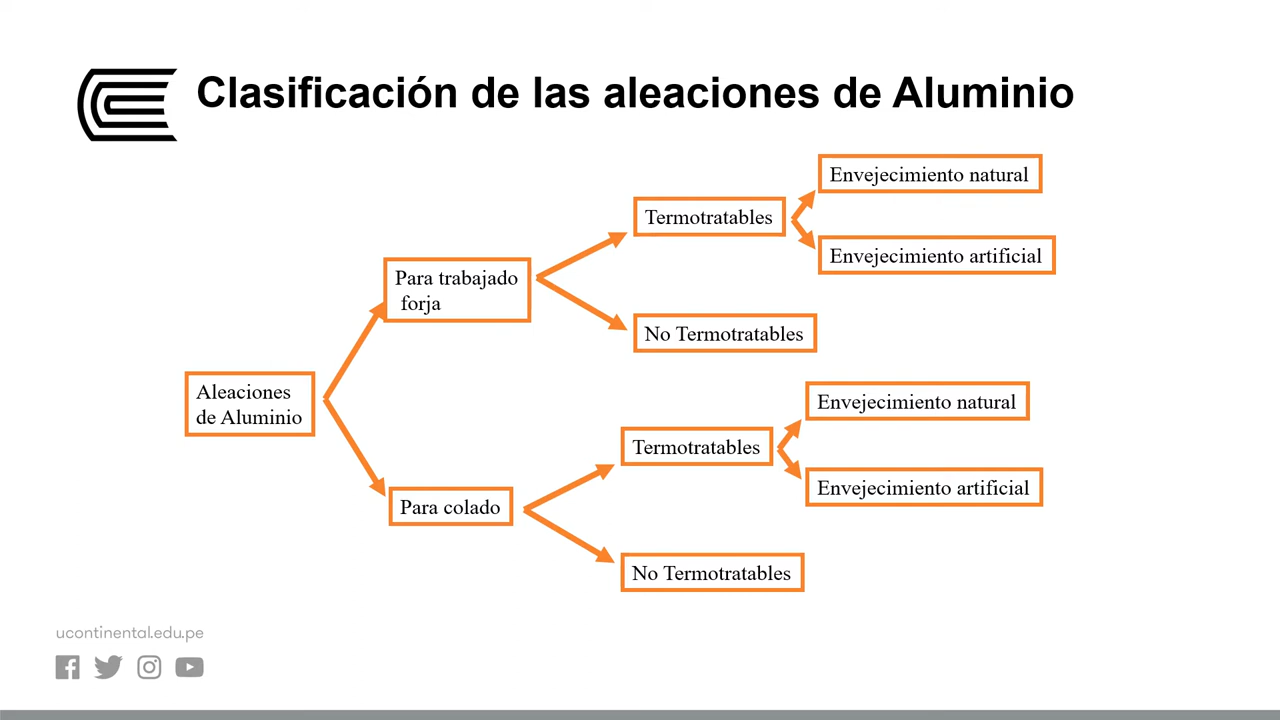 Clasificación de las aleaciones de Aluminio
Envejecimiento natural
Termotratables
Envejecimiento artificial
Para trabajado
forja
No Termotratables
Aleaciones
de Aluminio
Envejecimiento natural
Termotratables
Envejecimiento artificial
Para colado
No Termotratables
ucontinental.edu.pe